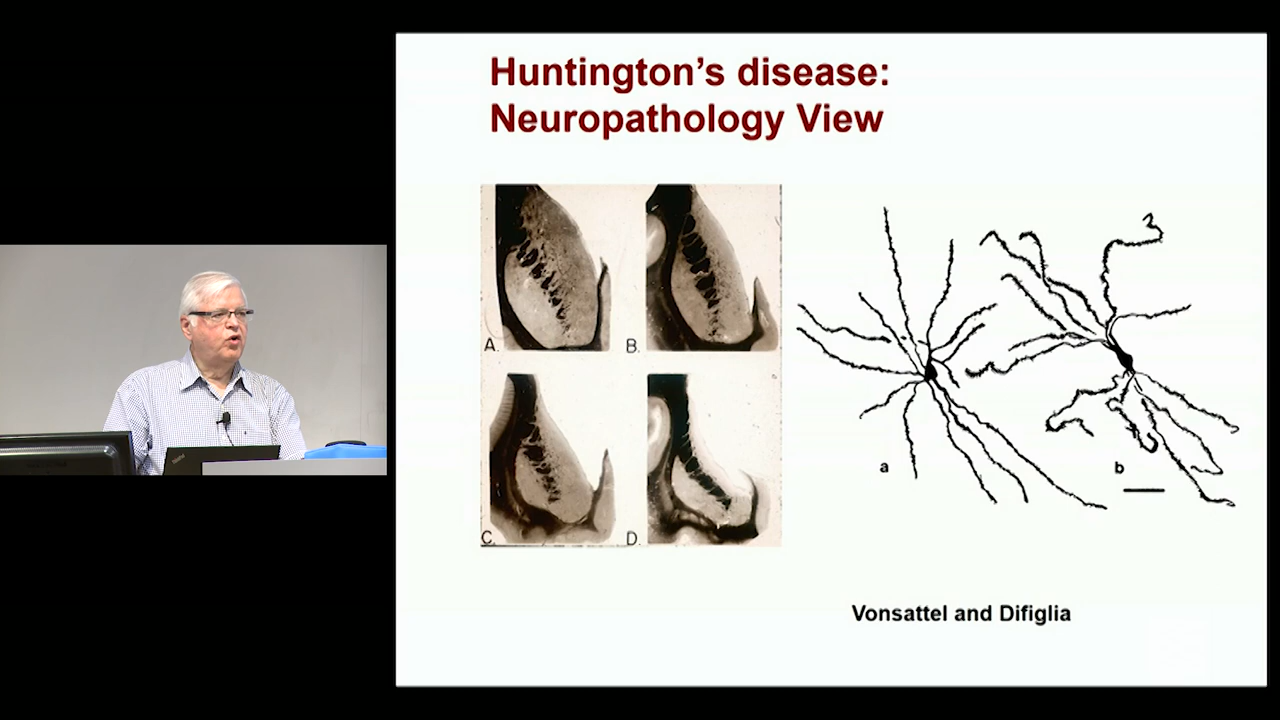 Huntington's disease:
Neuropathology View
A.
B.
C.
D.
a
b
Vonsattel and Difiglia